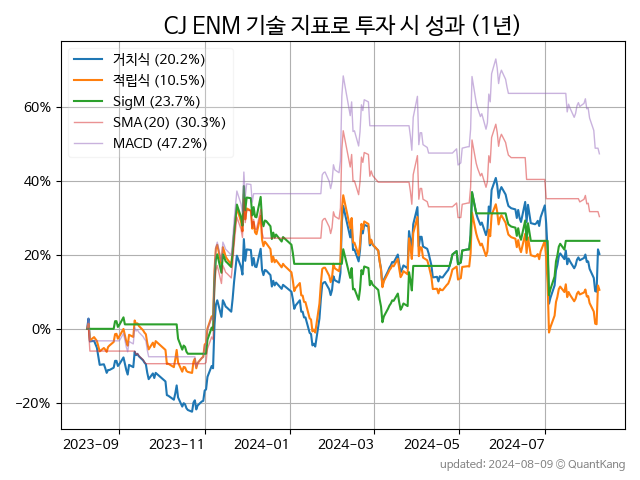 CJ ENM 기술 지표로 투자 시 성과 (1년)
거치식 (20.2%)
적립식 (10.5%)
SigM (23.7%)
SMA(20) (30.3%)
MACD (47.2%)
60%
40%
20%
0%
−20%
2023-09 2023-11 2024-01 2024-03 2024-05 2024-07
updated: 2024-08-09 © QuantKang